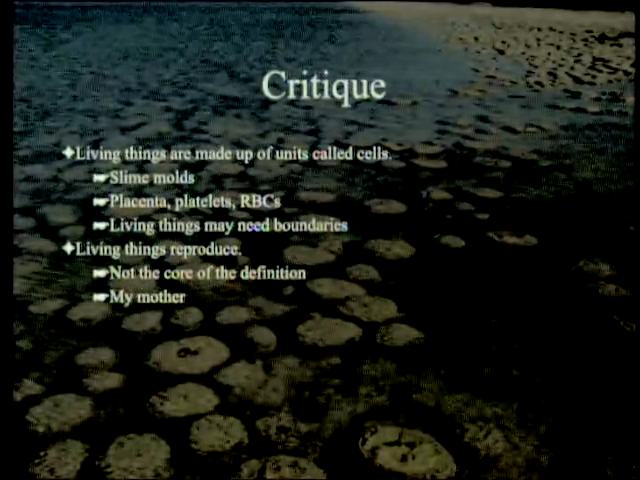 Critique
✦Living things are made up of units called cells.
☛Slime molds
☛Placenta, platelets, RBCs
☛Living things may need boundaries
✦Living things reproduce.
☛Not the core of the definition
☛My mother